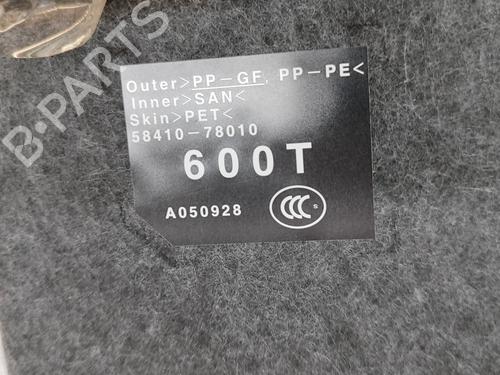 Outer>PP-GF, PP-PE<
Inner>SAN<
Skin>PET<
58410-78010
600T
A050928
CCC S
B-PARTS